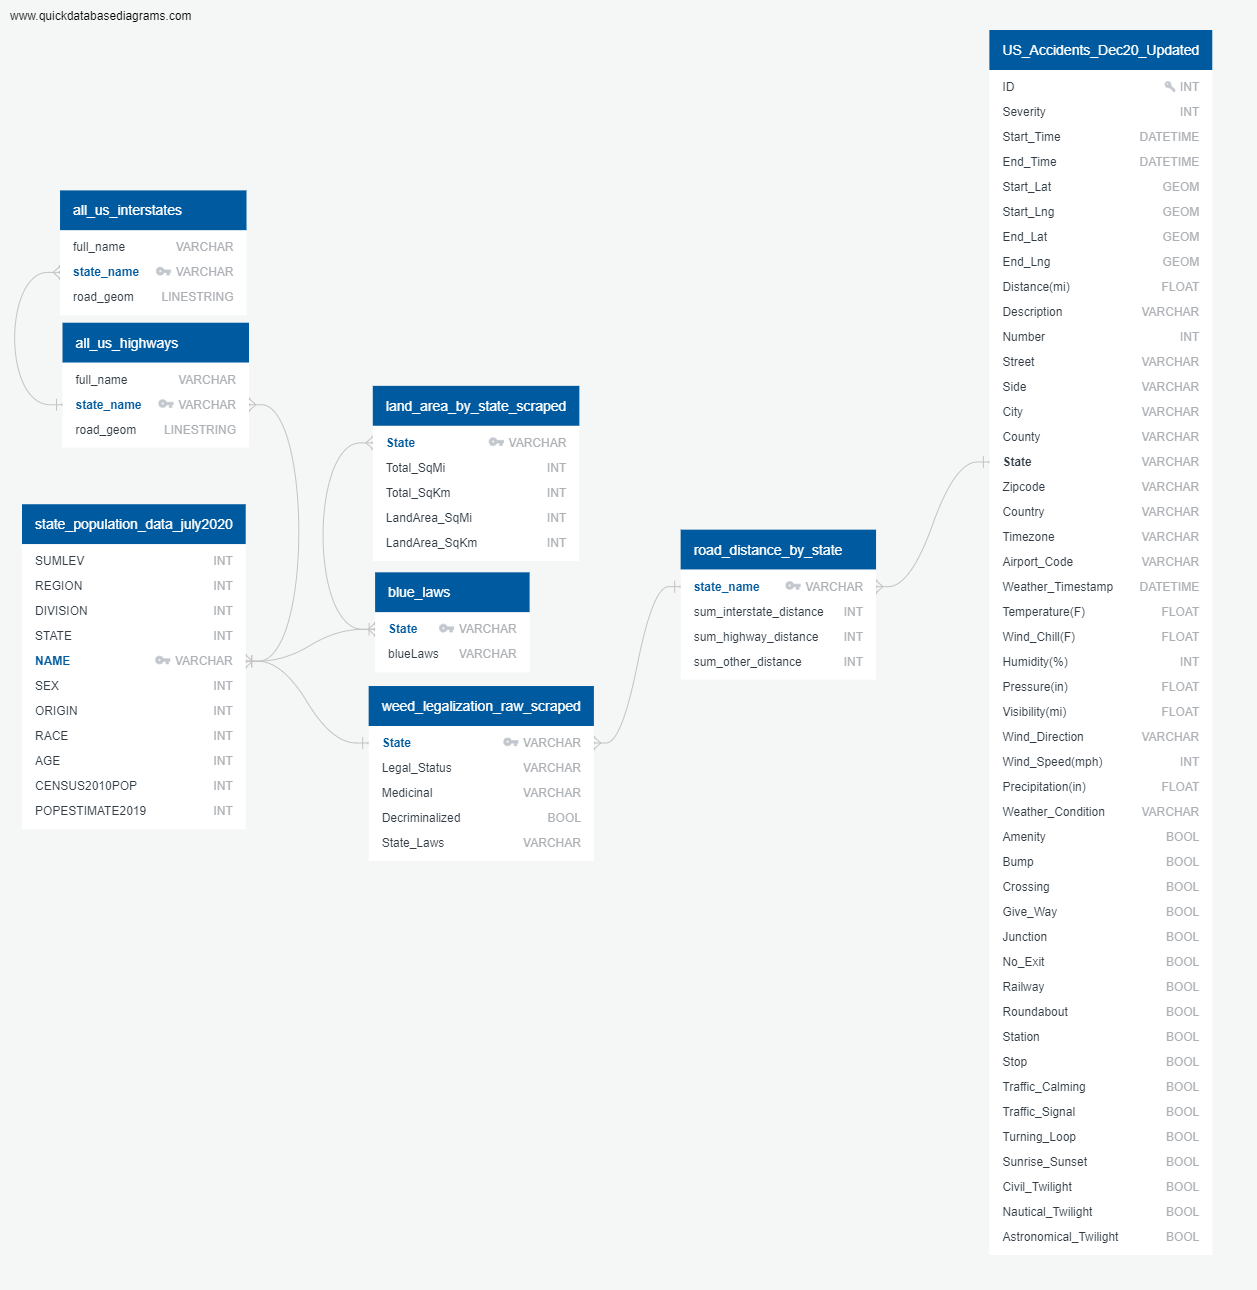 www.quickdatabasediagrams.com
all_us_interstates
full_name VARCHAR
state_name VARCHAR
road_geom LINESTRING
all_us_highways
full_name VARCHAR
state_name VARCHAR
road_geom LINESTRING
state_population_data_july2020
SUMLEV INT
REGION INT
DIVISION INT
STATE INT
NAME VARCHAR
SEX INT
ORIGIN INT
RACE INT
AGE INT
CENSUS2010POP INT
POPESTIMATE2019 INT
land_area_by_state_scraped
State VARCHAR
Total_SqMi INT
Total_SqKm INT
LandArea_SqMi INT
LandArea_SqKm INT
blue_laws
State VARCHAR
blueLaws VARCHAR
weed_legalization_raw_scraped
State VARCHAR
Legal_Status VARCHAR
Medicinal VARCHAR
Decriminalized BOOL
State_Laws VARCHAR
road_distance_by_state
state_name VARCHAR
sum_interstate_distance INT
sum_highway_distance INT
sum_other_distance INT
US_Accidents_Dec20_Updated
ID INT
Severity INT
Start_Time DATETIME
End_Time DATETIME
Start_Lat GEOM
Start_Lng GEOM
End_Lat GEOM
End_Lng GEOM
Distance(mi) FLOAT
Description VARCHAR
Number INT
Street VARCHAR
Side VARCHAR
City VARCHAR
County VARCHAR
State VARCHAR
Zipcode VARCHAR
Country VARCHAR
Timezone VARCHAR
Airport_Code VARCHAR
Weather_Timestamp DATETIME
Temperature(F) FLOAT
Wind_Chill(F) FLOAT
Humidity(%) INT
Pressure(in) FLOAT
Visibility(mi) FLOAT
Wind_Direction VARCHAR
Wind_Speed(mph) INT
Precipitation(in) FLOAT
Weather_Condition VARCHAR
Amenity BOOL
Bump BOOL
Crossing BOOL
Give_Way BOOL
Junction BOOL
No_Exit BOOL
Railway BOOL
Roundabout BOOL
Station BOOL
Stop BOOL
Traffic_Calming BOOL
Traffic_Signal BOOL
Turning_Loop BOOL
Sunrise_Sunset BOOL
Civil_Twilight BOOL
Nautical_Twilight BOOL
Astronomical_Twilight BOOL